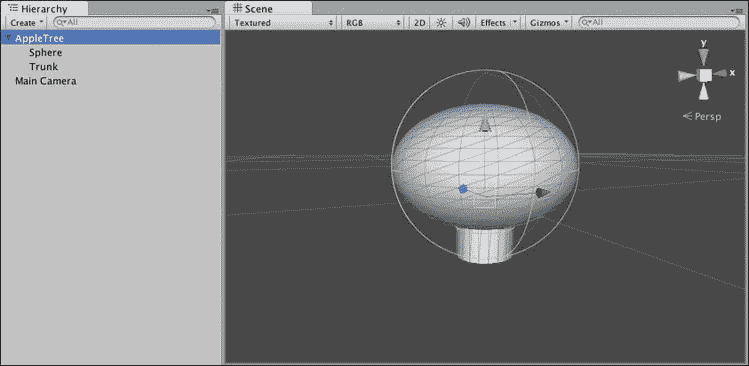 Hierarchy
Create All
AppleTree
Sphere
Trunk
Main Camera
Scene
Textured RGB 2D Effects Gizmos All
y
x
Persp